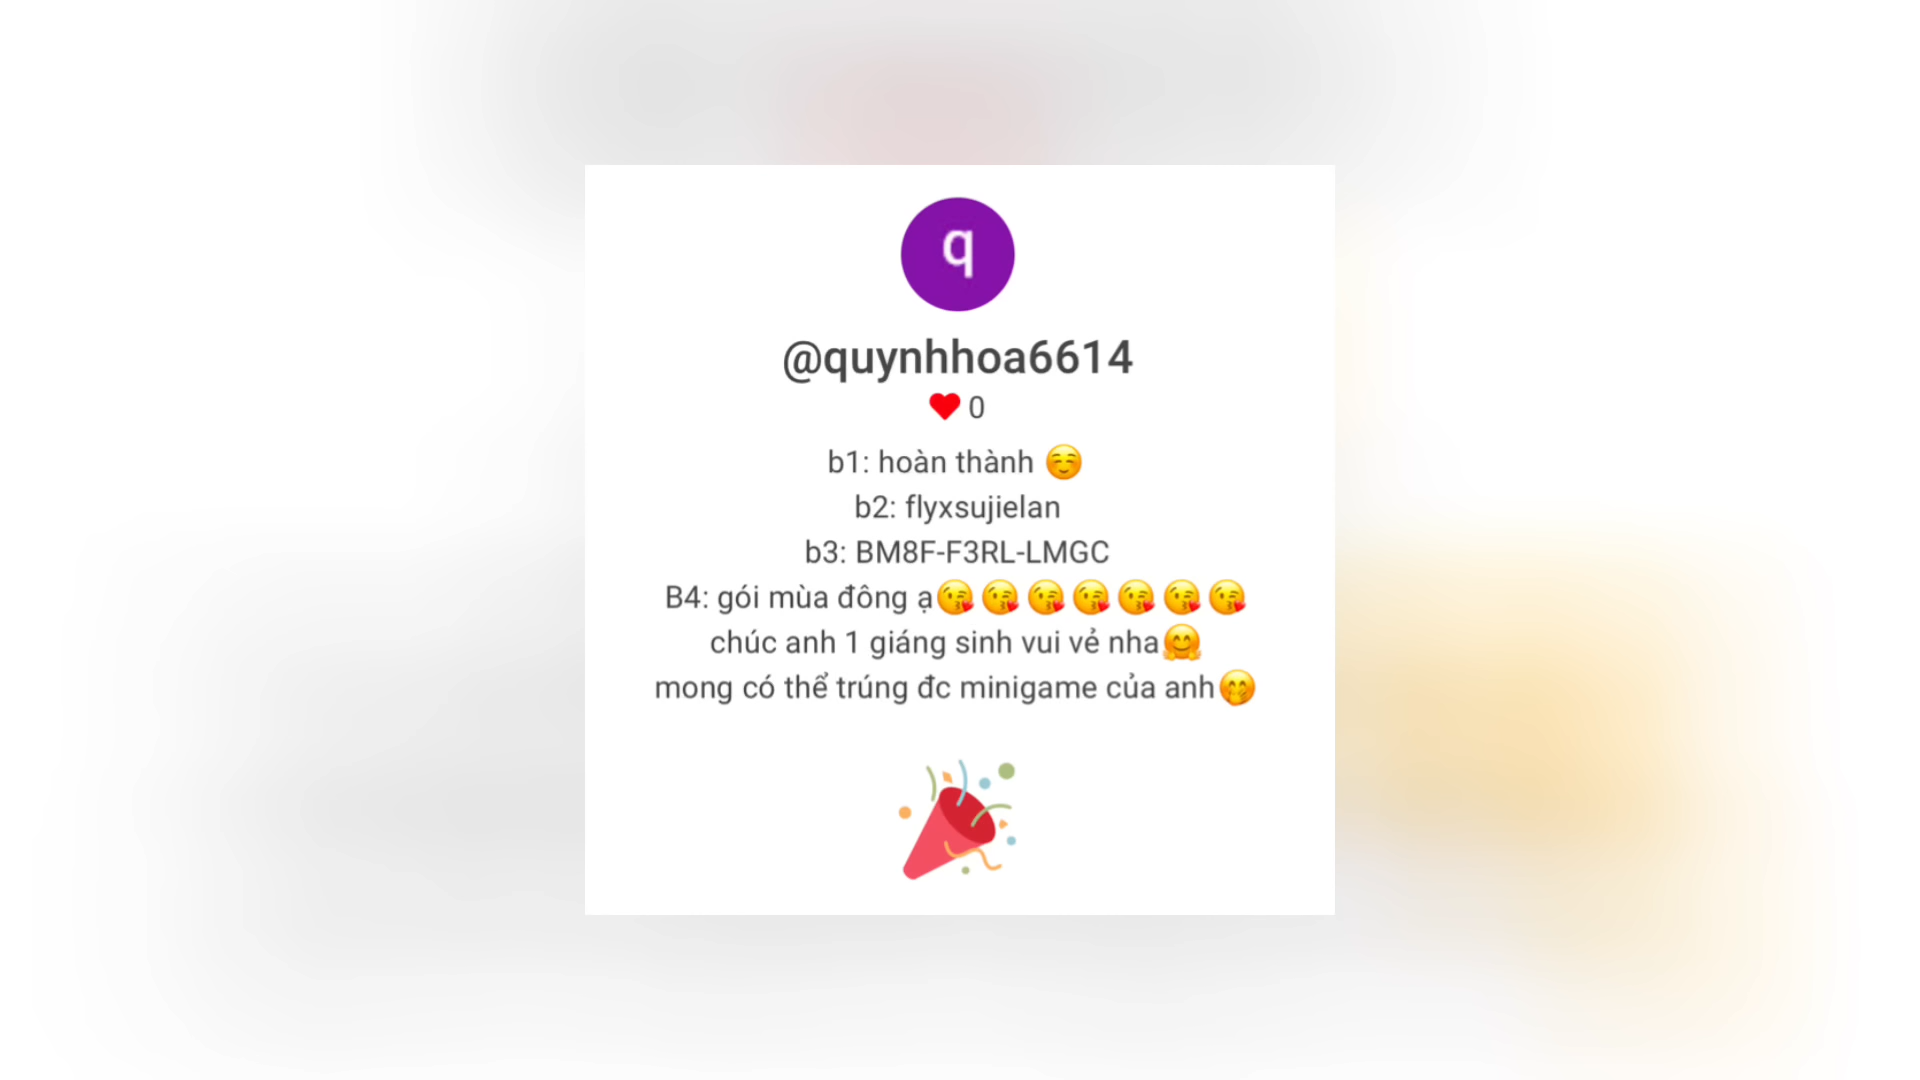 q
@quynhhoa6614
❤ 0
b1: hoàn thành ☺️
b2: flyxsujielan
b3: BM8F-F3RL-LMGC
B4: gói mùa đông ạ😘😘😘😘😘😘😘
chúc anh 1 giáng sinh vui vẻ nha🤗
mong có thể trúng đc minigame của anh🤭